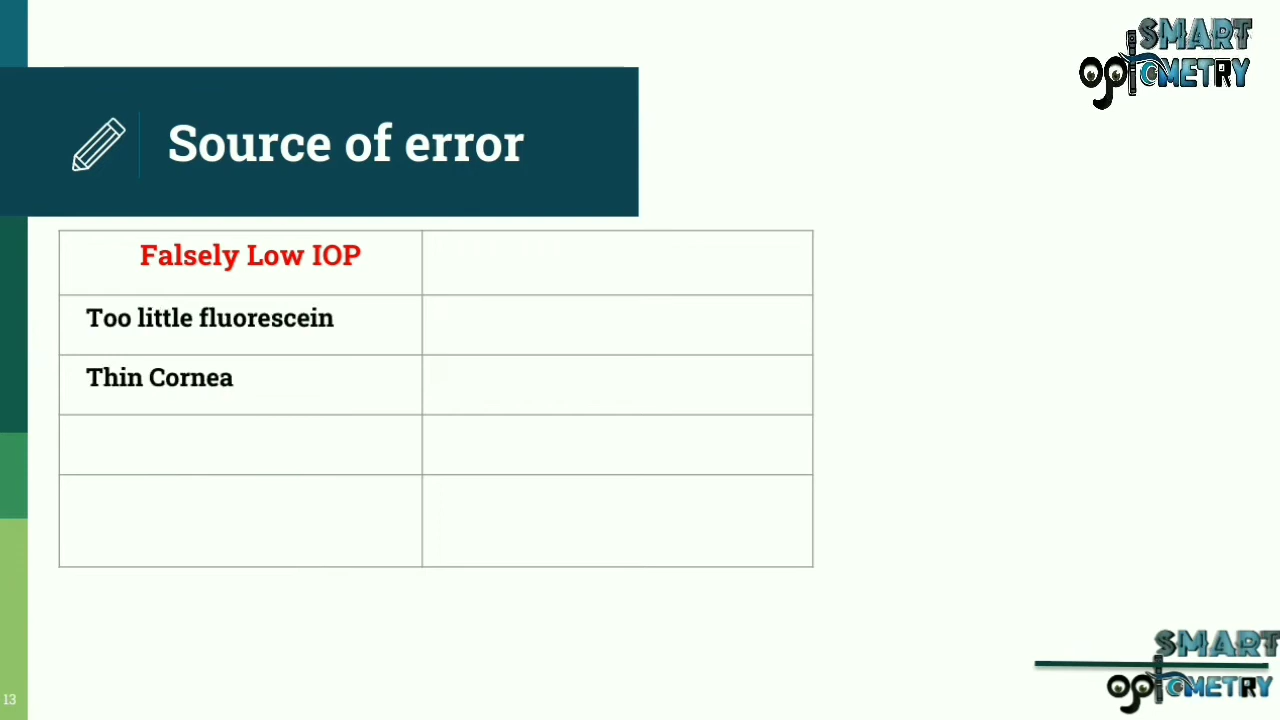 SMART
OptOMETRY
Source of error
Falsely Low IOP
Too little fluorescein
Thin Cornea
13
SMART
OptOMETRY